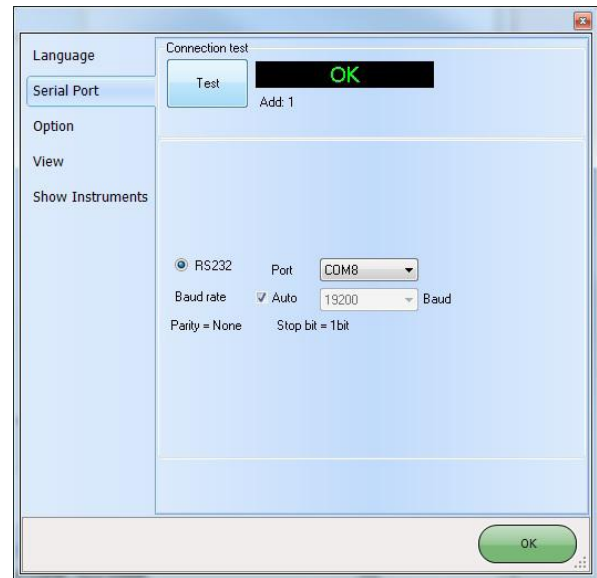 Language
Serial Port
Option
View
Show Instruments
Connection test
Test
OK
Add: 1
RS232 Port COM8
Baud rate Auto 19200 Baud
Parity = None Stop bit = 1bit
OK